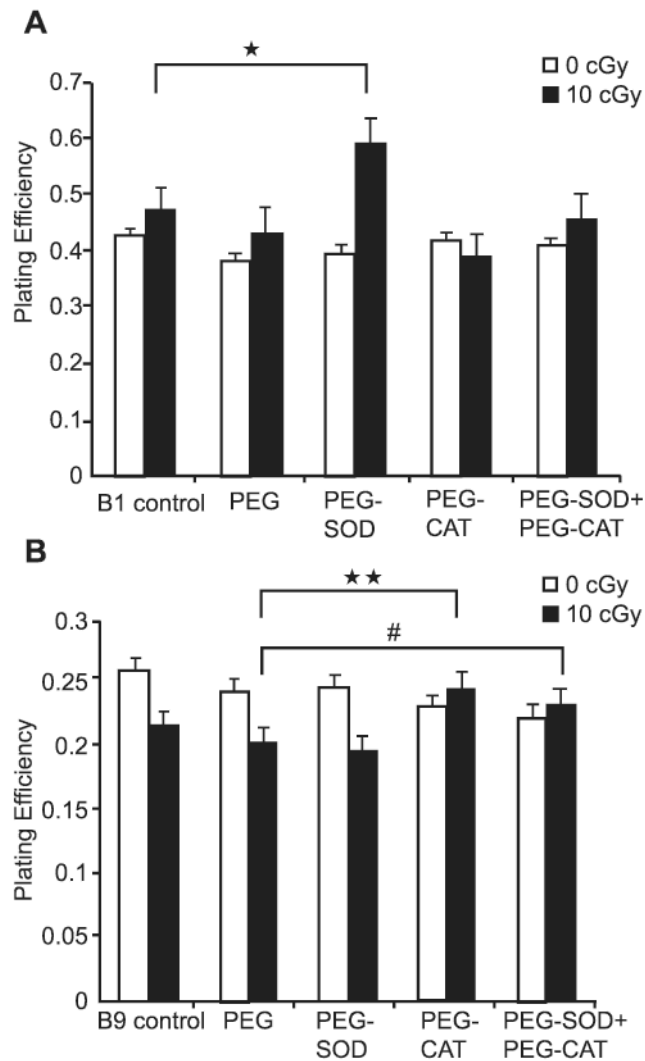 A
★
0 cGy
10 cGy
0.7
0.6
0.5
0.4
0.3
0.2
0.1
0
Plating Efficiency
B1 control
PEG
PEG-
SOD
PEG-
CAT
PEG-SOD+
PEG-CAT
B
★★
#
0 cGy
10 cGy
0.3
0.25
0.2
0.15
0.1
0.05
0
Plating Efficiency
B9 control
PEG
PEG-
SOD
PEG-
CAT
PEG-SOD+
PEG-CAT